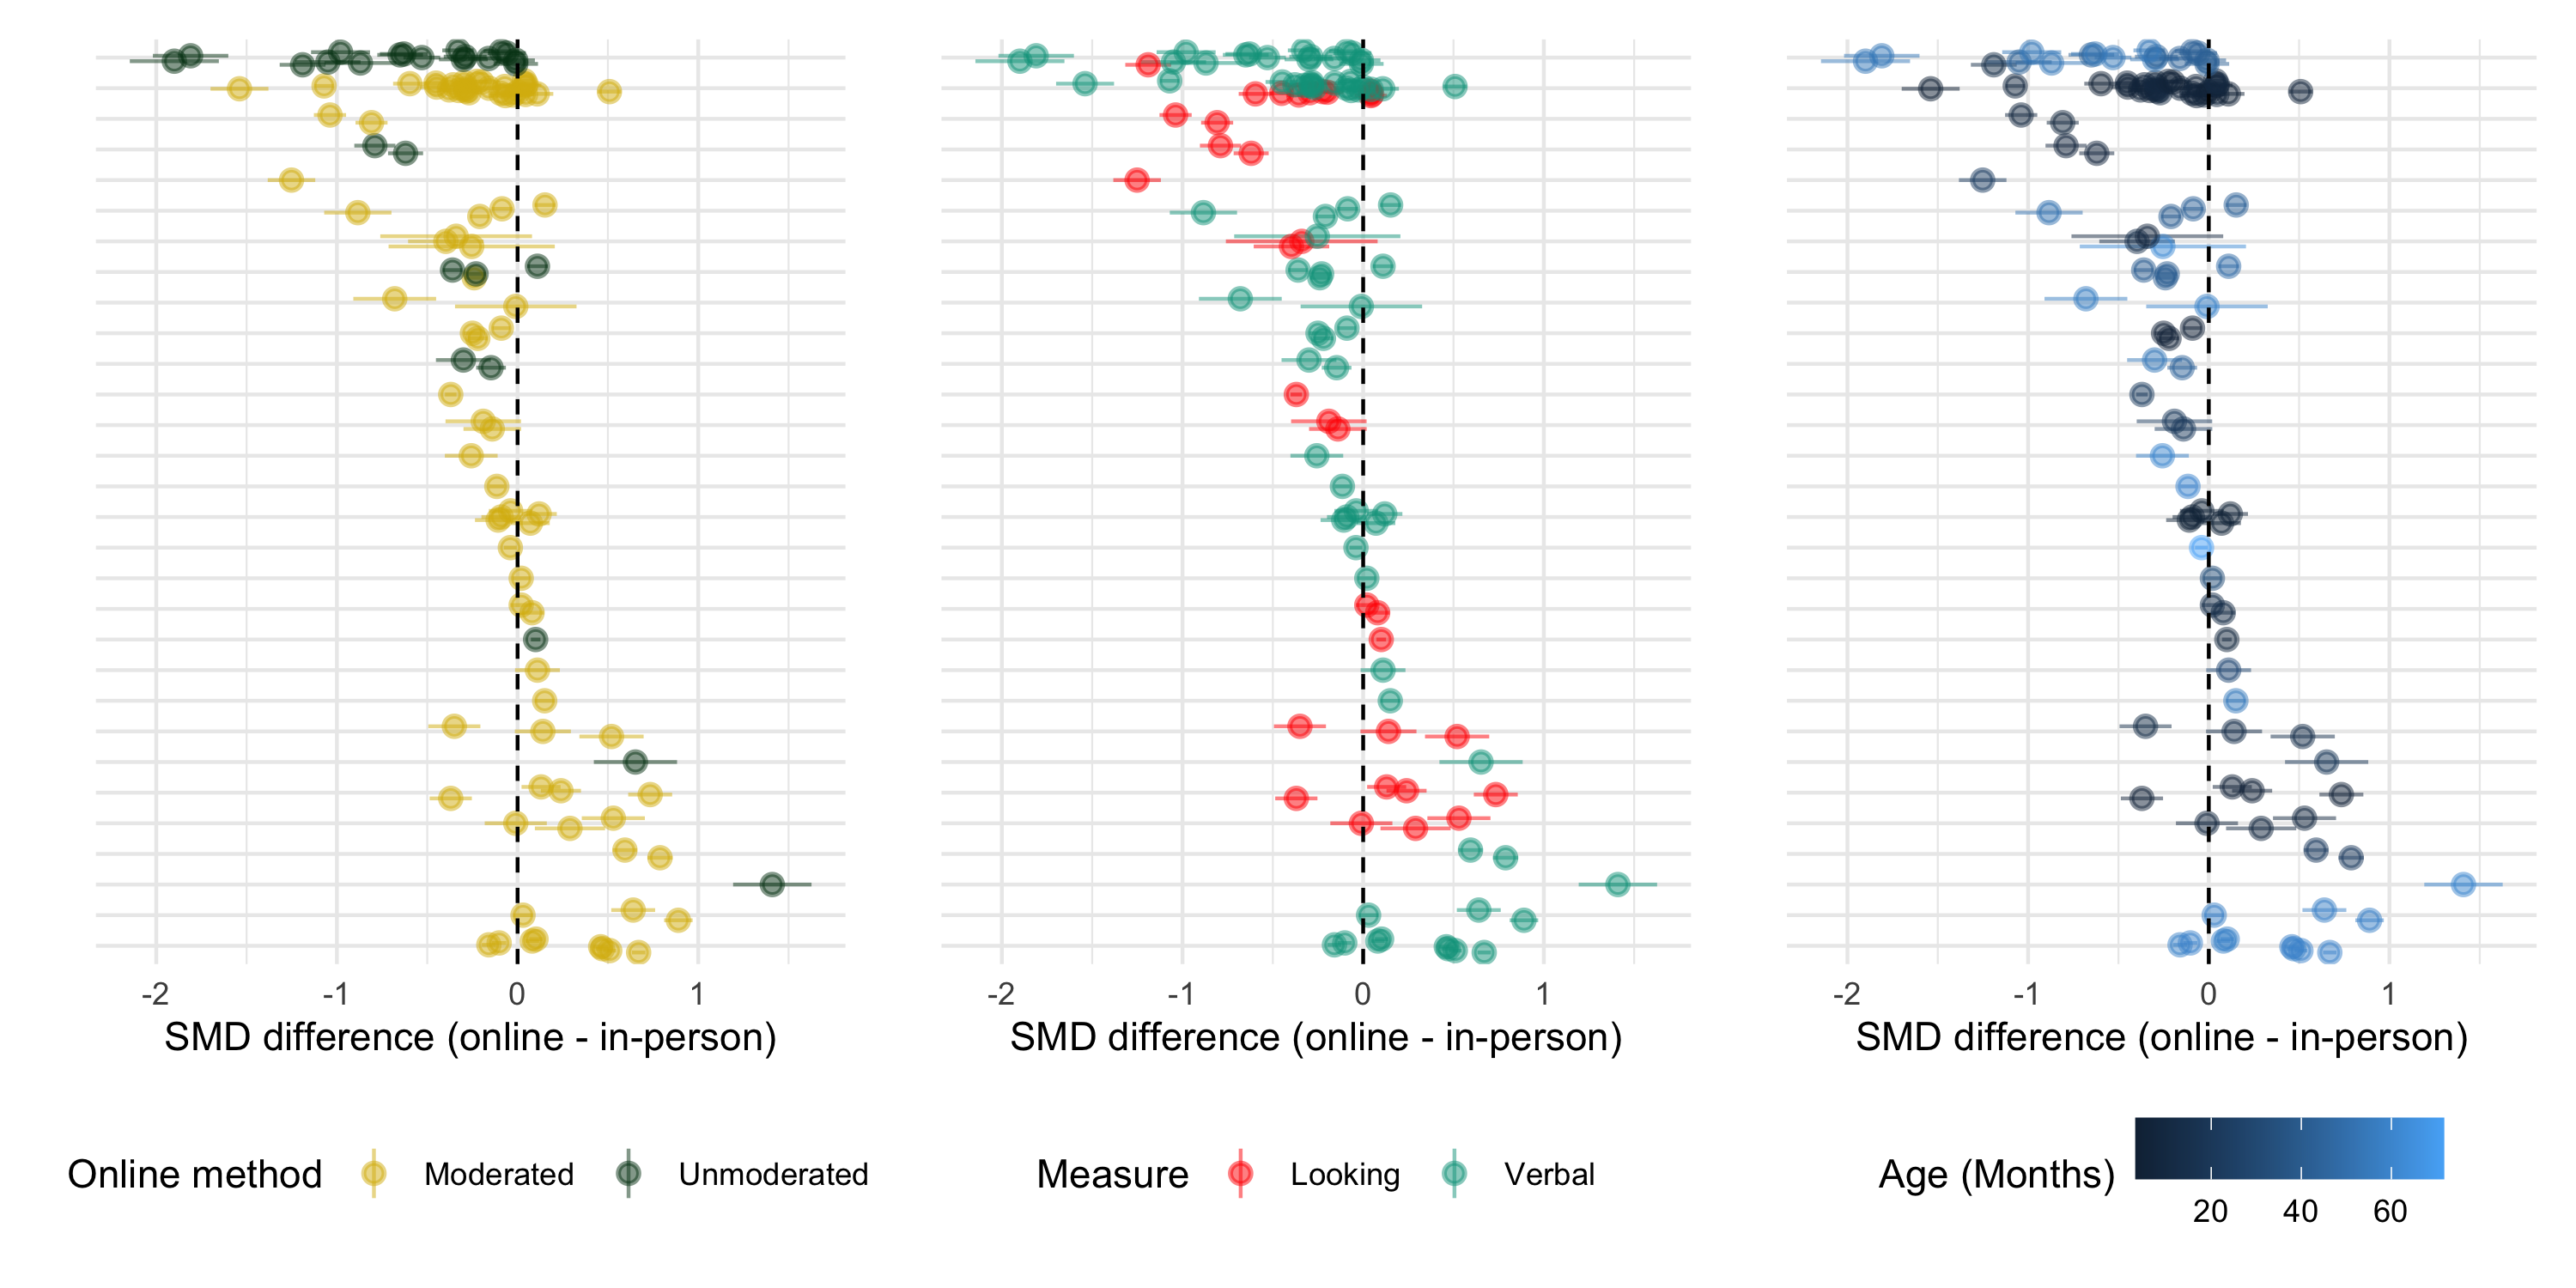 -2 -1 0 1 -2 -1 0 1 -2 -1 0 1
SMD difference (online - in-person) SMD difference (online - in-person) SMD difference (online - in-person)
Online method Moderated Unmoderated Measure Looking Verbal Age (Months)
20 40 60